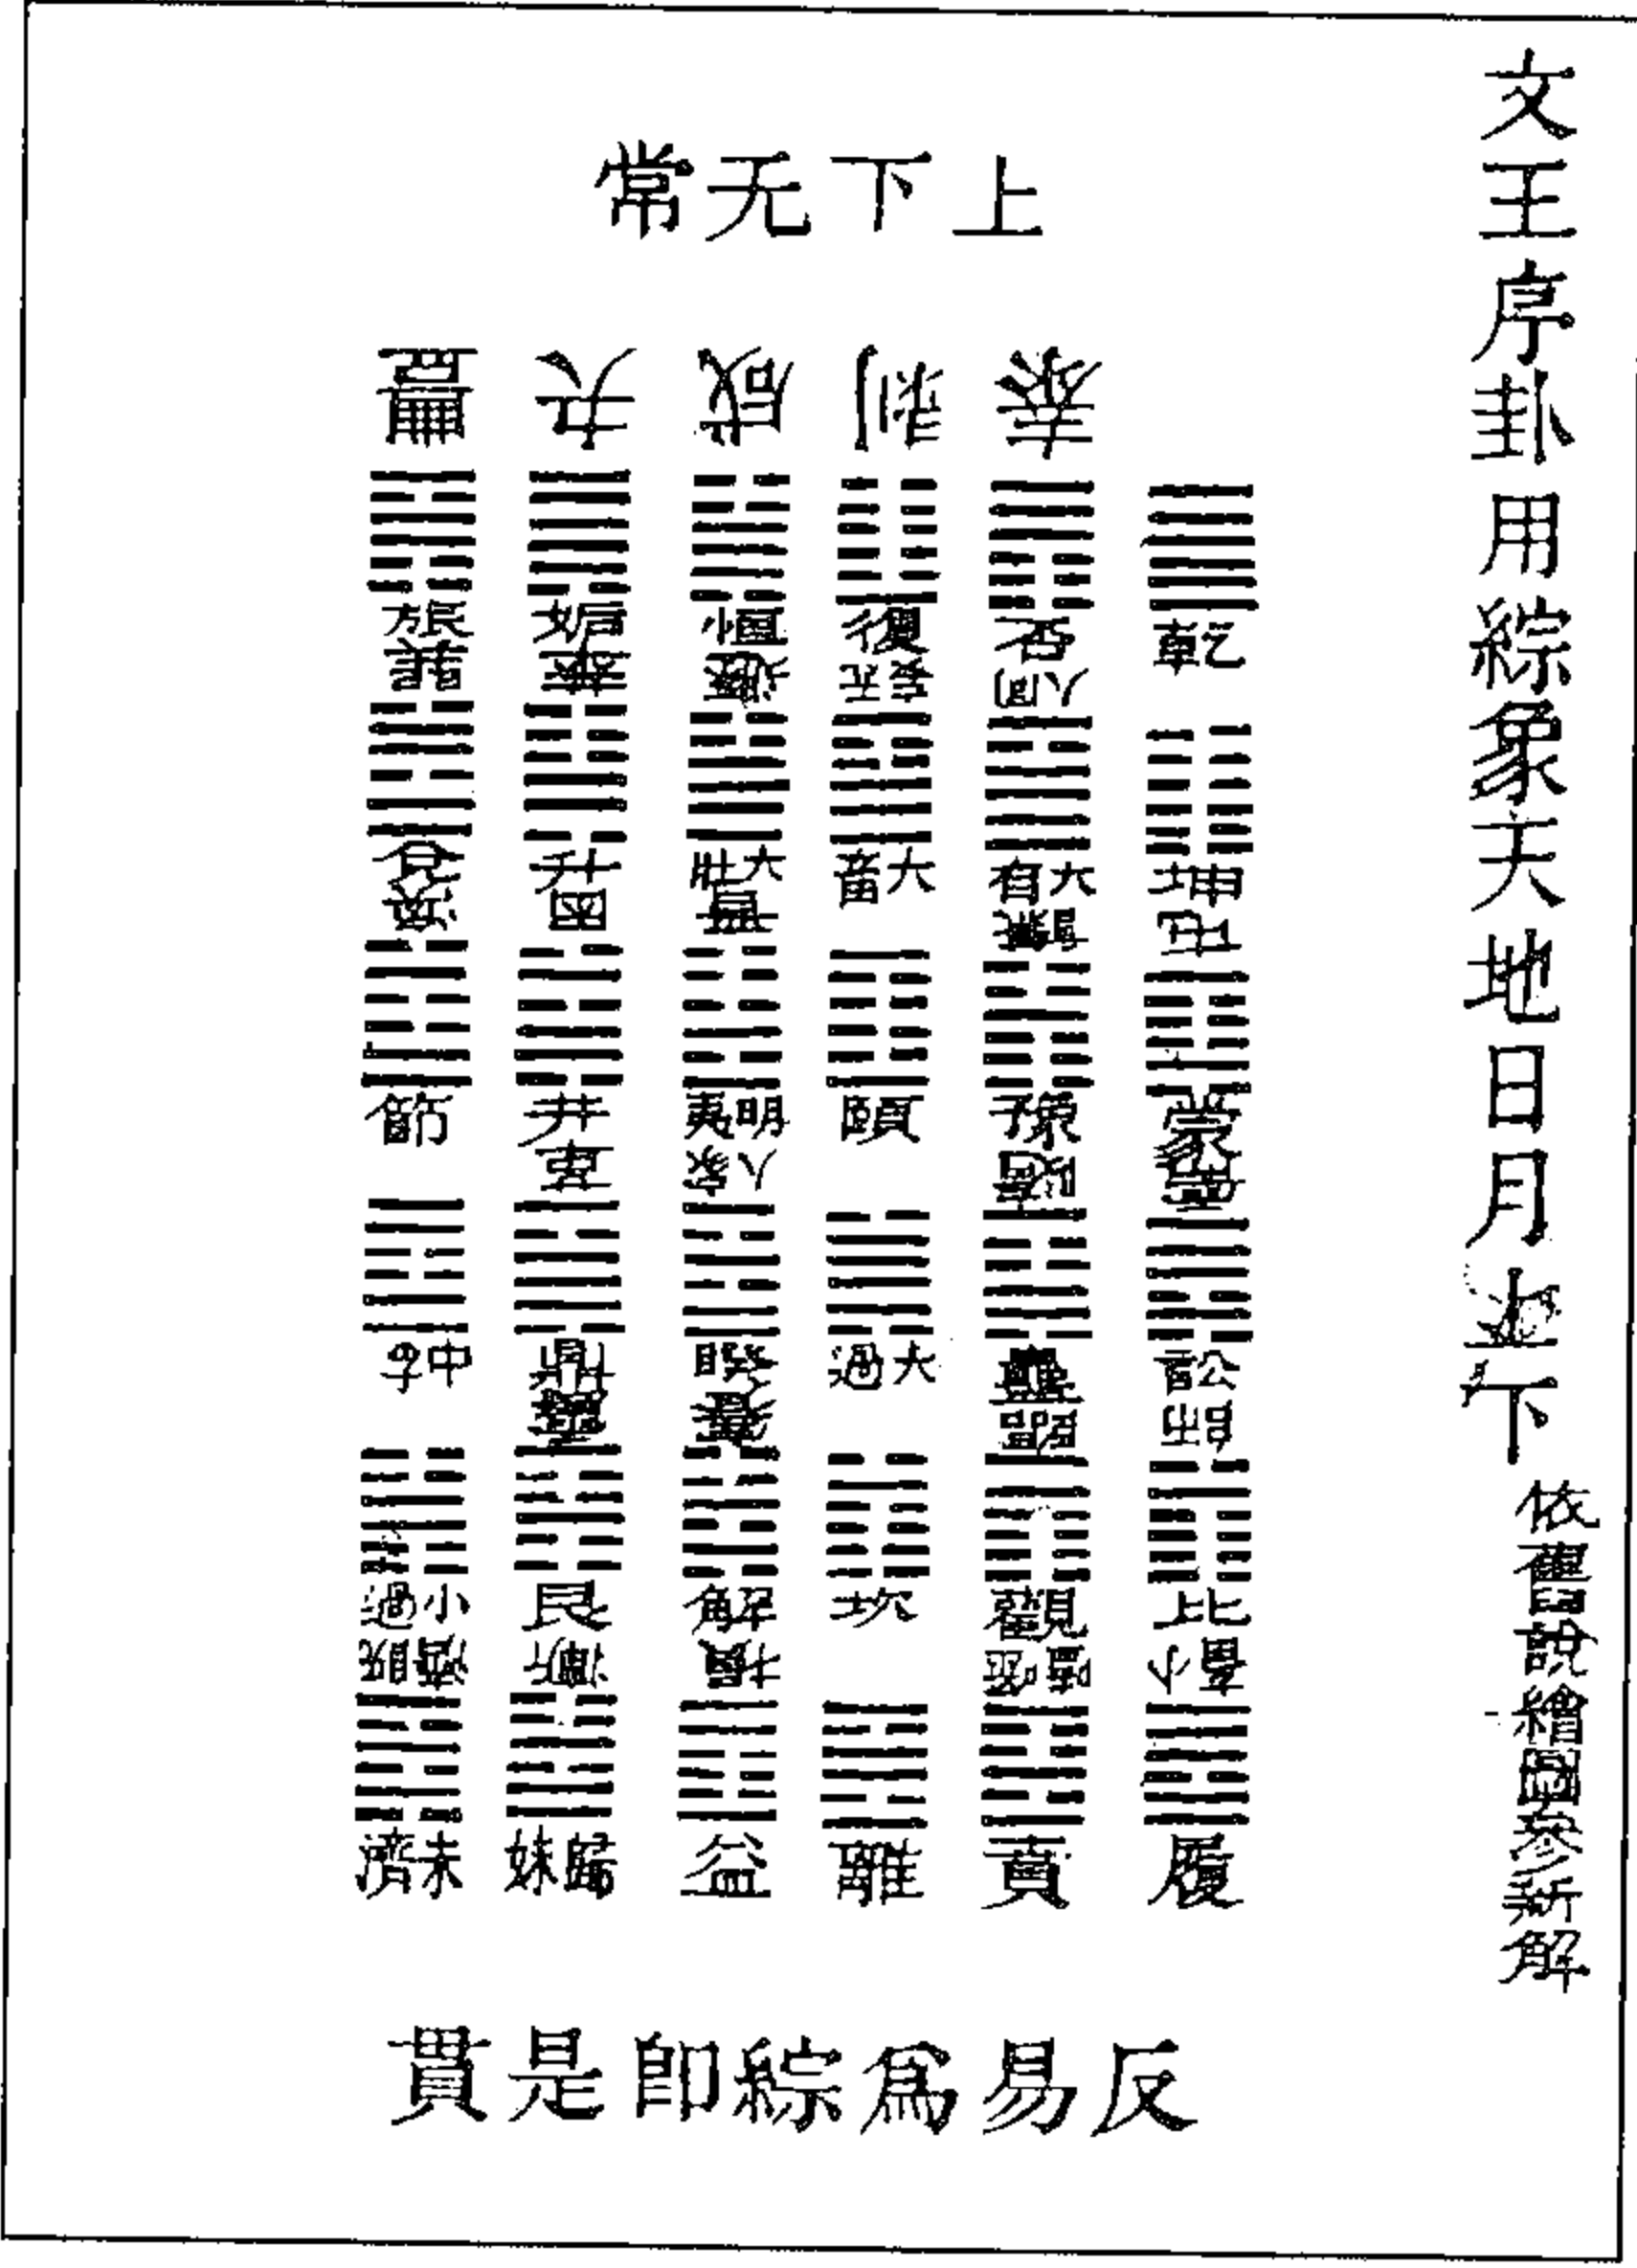 文王序卦用綜象天地日月上下
依舊說繪圖參新解
上下无常
乾
坤
屯
蒙
需
訟
師
比
小畜
履
泰
否
同人
大有
謙
豫
隨
蠱
臨
觀
噬嗑
賁
剝
復
无妄
大畜
頤
大過
坎
離
咸
恒
遯
大壯
晉
明夷
家人
睽
蹇
解
損
益
夬
姤
萃
升
困
井
革
鼎
震
艮
漸
歸妹
豐
旅
巽
兌
渙
節
中孚
小過
既濟
未濟
反易爲綜即是貫